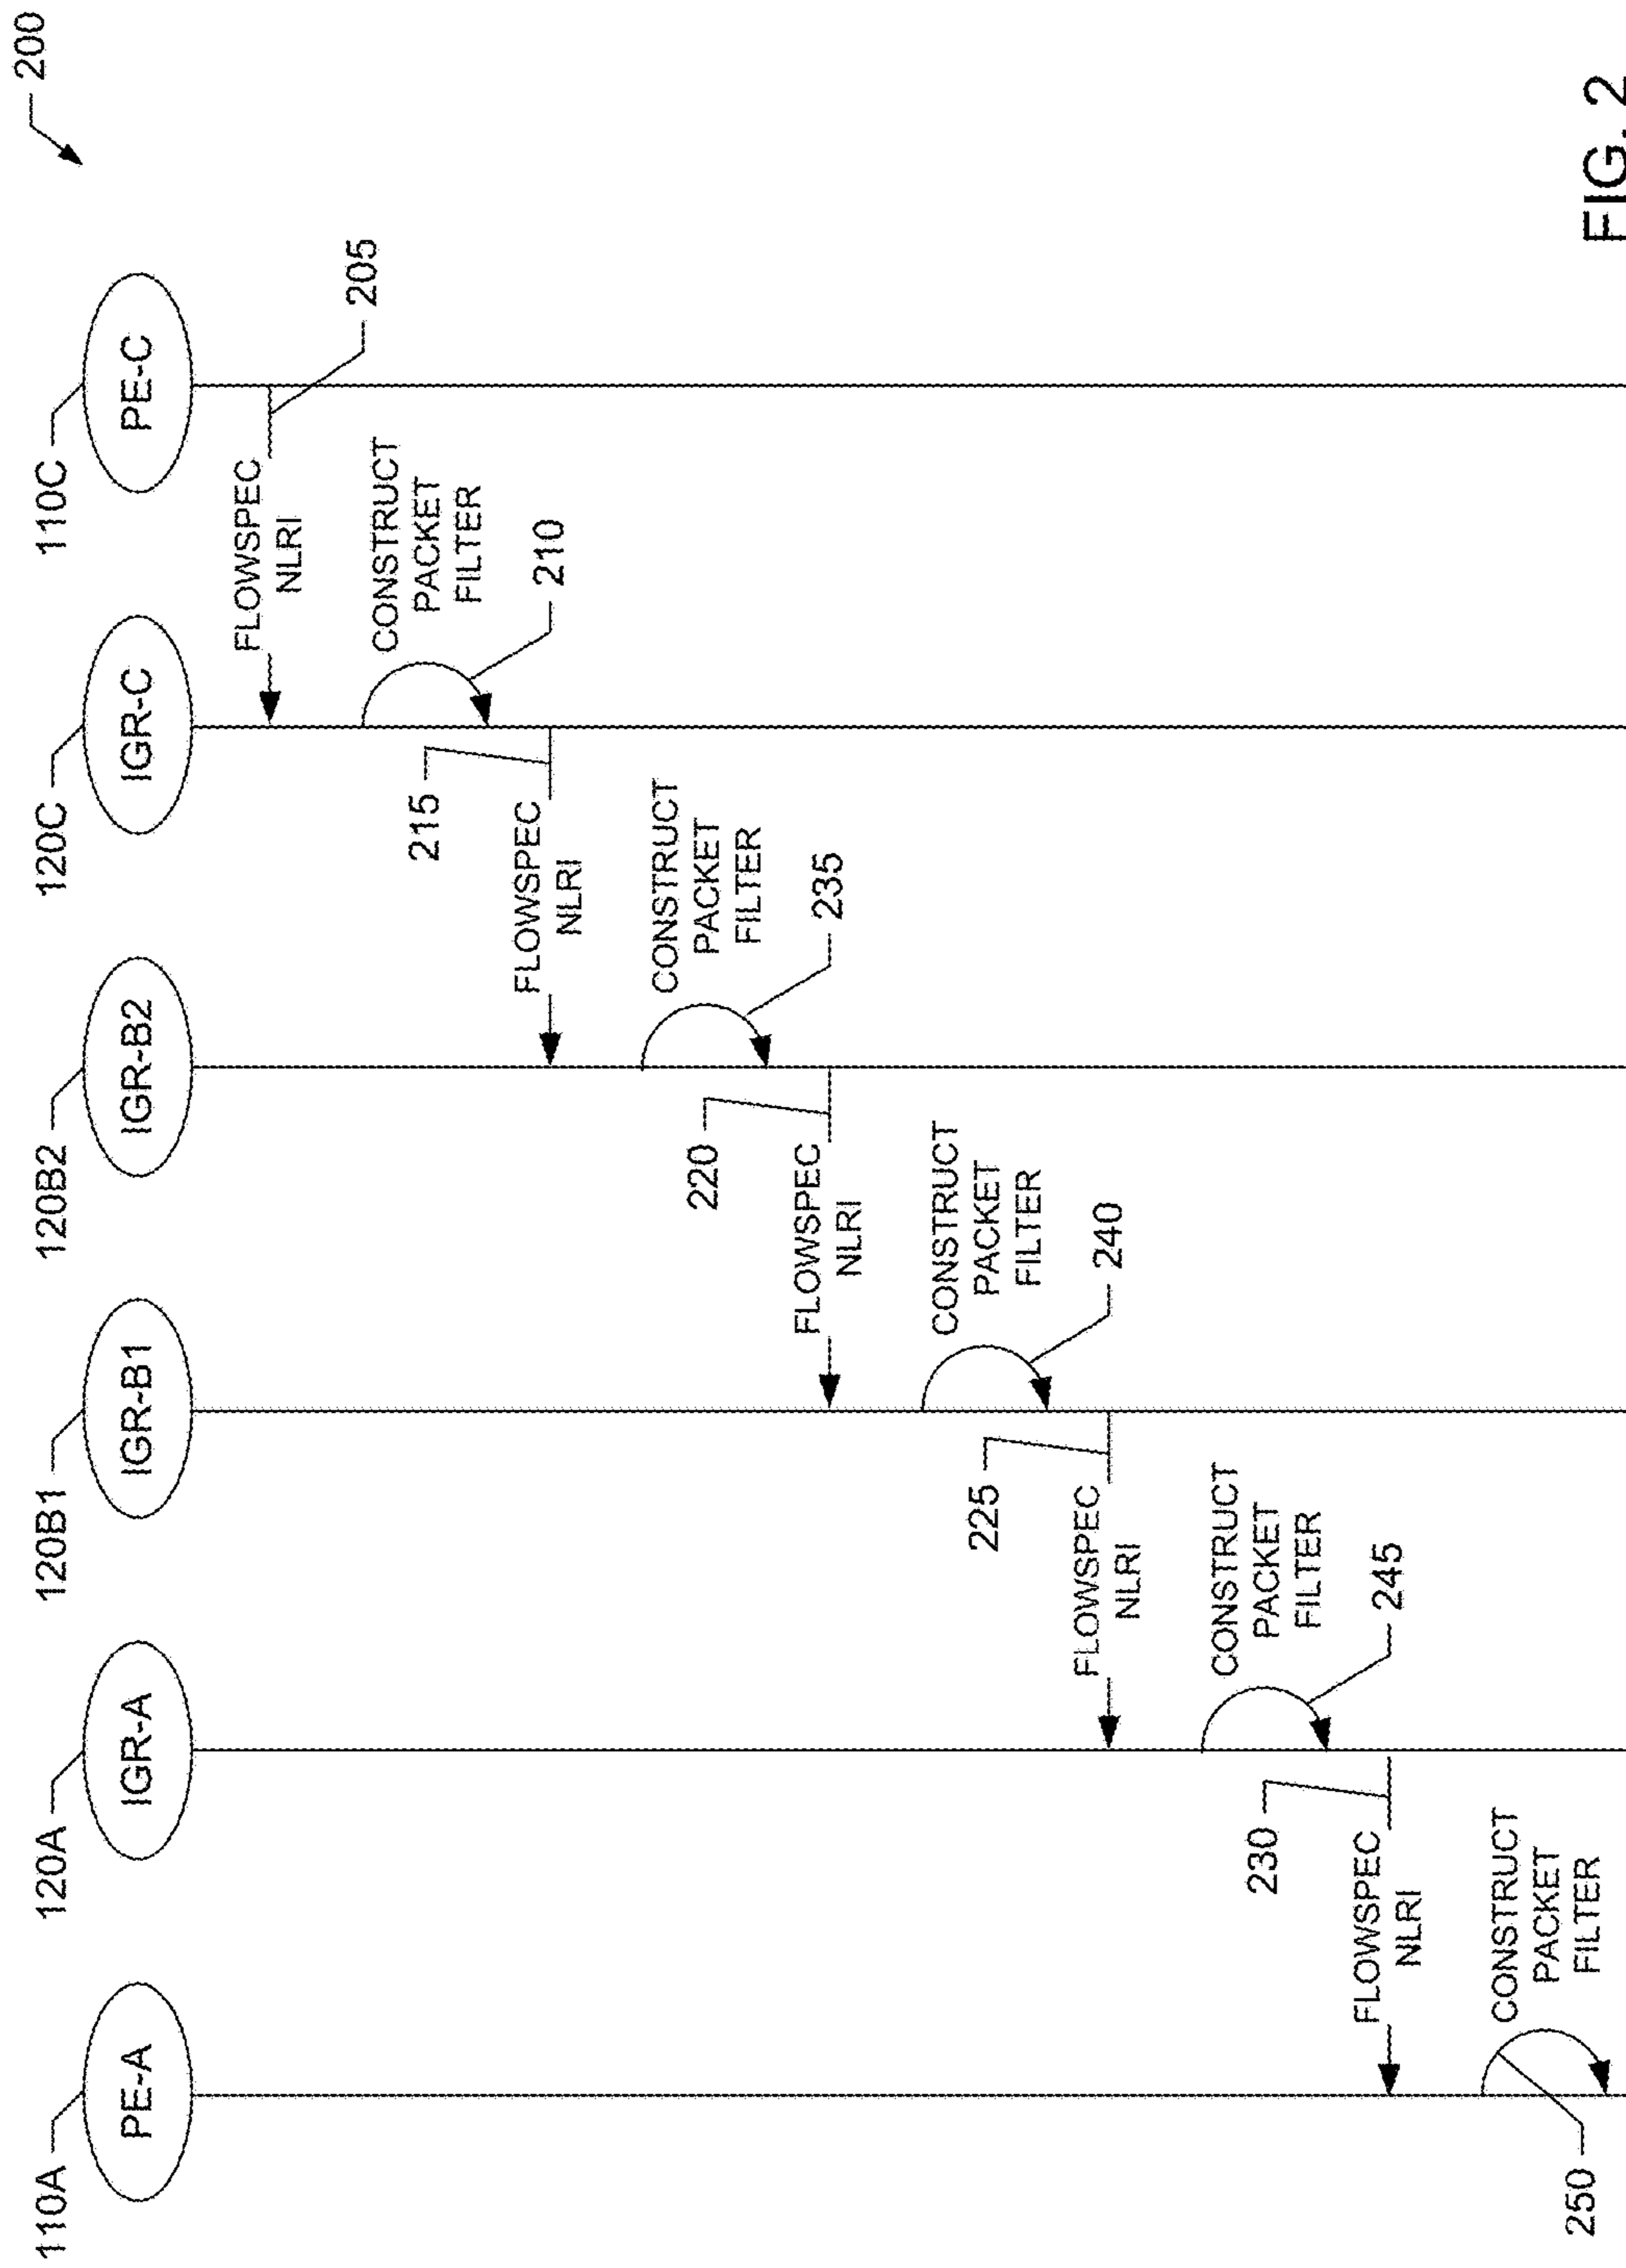 200
110A
120A
120B1
120B2
120C
110C
PE-A
IGR-A
IGR-B1
IGR-B2
IGR-C
PE-C
FLOWSPEC
NLRI
205
CONSTRUCT
PACKET
FILTER
210
215
FLOWSPEC
NLRI
CONSTRUCT
PACKET
FILTER
235
220
FLOWSPEC
NLRI
CONSTRUCT
PACKET
FILTER
240
225
FLOWSPEC
NLRI
CONSTRUCT
PACKET
FILTER
245
230
FLOWSPEC
NLRI
CONSTRUCT
PACKET
FILTER
250
FIG. 2